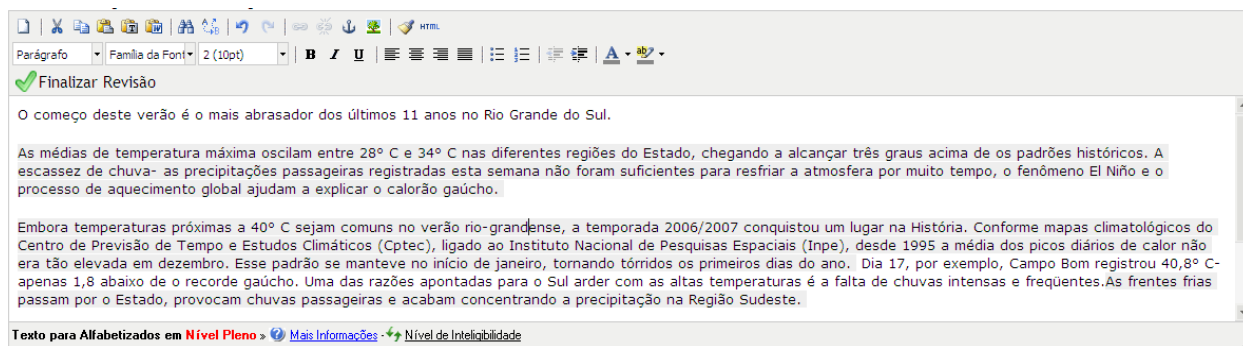 HTML
Parágrafo Família da Font 2 (10pt) B I U A ab
Finalizar Revisão
O começo deste verão é o mais abrasador dos últimos 11 anos no Rio Grande do Sul.
As médias de temperatura máxima oscilam entre 28º C e 34º C nas diferentes regiões do Estado, chegando a alcançar três graus acima de os padrões históricos. A
escassez de chuva- as precipitações passageiras registradas esta semana não foram suficientes para resfriar a atmosfera por muito tempo, o fenômeno El Niño e o
processo de aquecimento global ajudam a explicar o calorão gaúcho.
Embora temperaturas próximas a 40º C sejam comuns no verão rio-grandense, a temporada 2006/2007 conquistou um lugar na História. Conforme mapas climatológicos do
Centro de Previsão de Tempo e Estudos Climáticos (Cptec), ligado ao Instituto Nacional de Pesquisas Espaciais (Inpe), desde 1995 a média dos picos diários de calor não
era tão elevada em dezembro. Esse padrão se manteve no início de janeiro, tornando tórridos os primeiros dias do ano. Dia 17, por exemplo, Campo Bom registrou 40,8º C-
apenas 1,8 abaixo de o recorde gaúcho. Uma das razões apontadas para o Sul arder com as altas temperaturas é a falta de chuvas intensas e freqüentes.As frentes frias
passam por o Estado, provocam chuvas passageiras e acabam concentrando a precipitação na Região Sudeste.
Texto para Alfabetizados em Nível Pleno » Mais Informações - Nível de Inteligibilidade